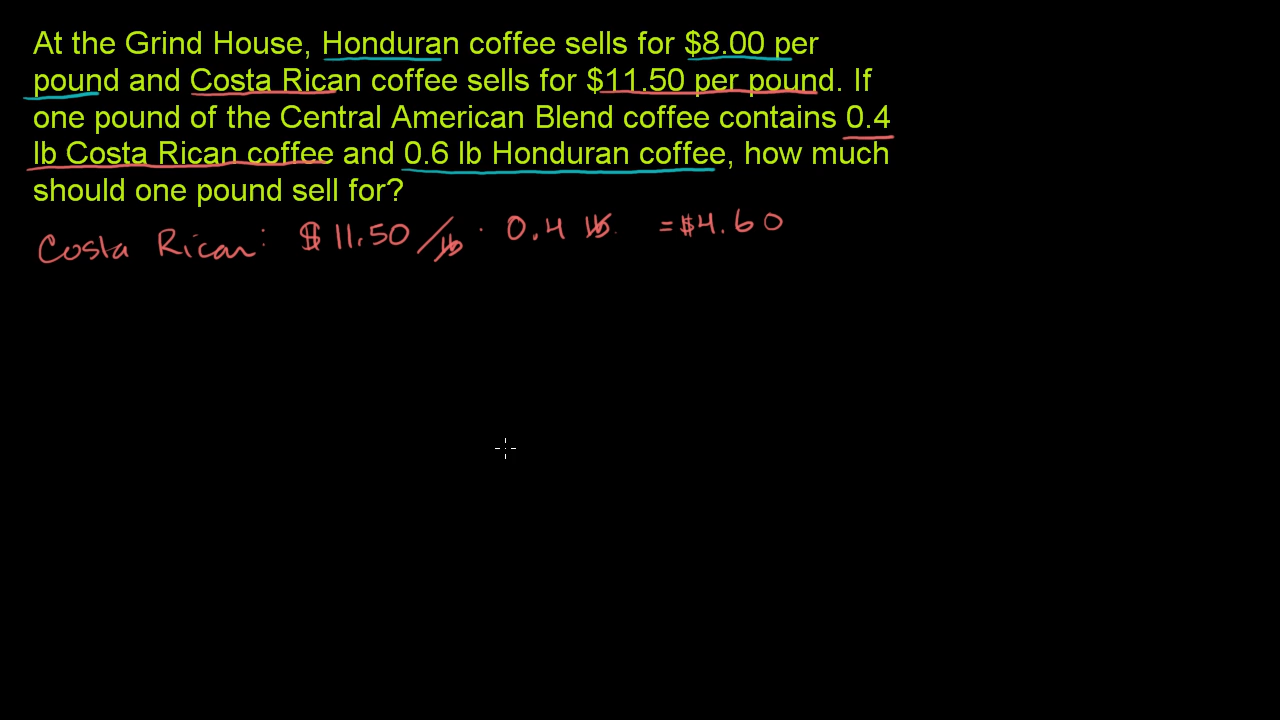 At the Grind House, Honduran coffee sells for $8.00 per
pound and Costa Rican coffee sells for $11.50 per pound. If
one pound of the Central American Blend coffee contains 0.4
lb Costa Rican coffee and 0.6 lb Honduran coffee, how much
should one pound sell for?
Costa Rican: $11.50/lb · 0.4 lb. = $4.60